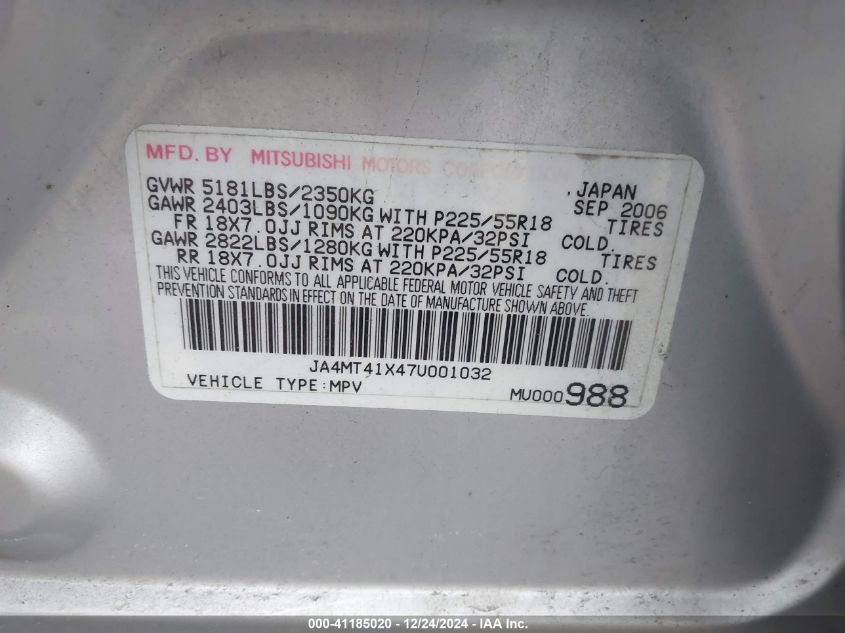 MFD. BY MITSUBISHI MOTORS CORPORATION
, JAPAN
GVWR 5181LBS/2350KG SEP 2006
GAWR 2403LBS/1090KG WITH P225/55R18 TIRES
FR 18X7.0JJ RIMS AT 220KPA/32PSI COLD.
GAWR 2822LBS/1280KG WITH P225/55R18 TIRES
RR 18X7.0JJ RIMS AT 220KPA/32PSI COLD.
THIS VEHICLE CONFORMS TO ALL APPLICABLE FEDERAL MOTOR VEHICLE SAFETY AND THEFT
PREVENTION STANDARDS IN EFFECT ON THE DATE OF MANUFACTURE SHOWN ABOVE.
JA4MT41X47U001032
VEHICLE TYPE:MPV MU000988
000-41185020 - 12/24/2024 - IAA Inc.